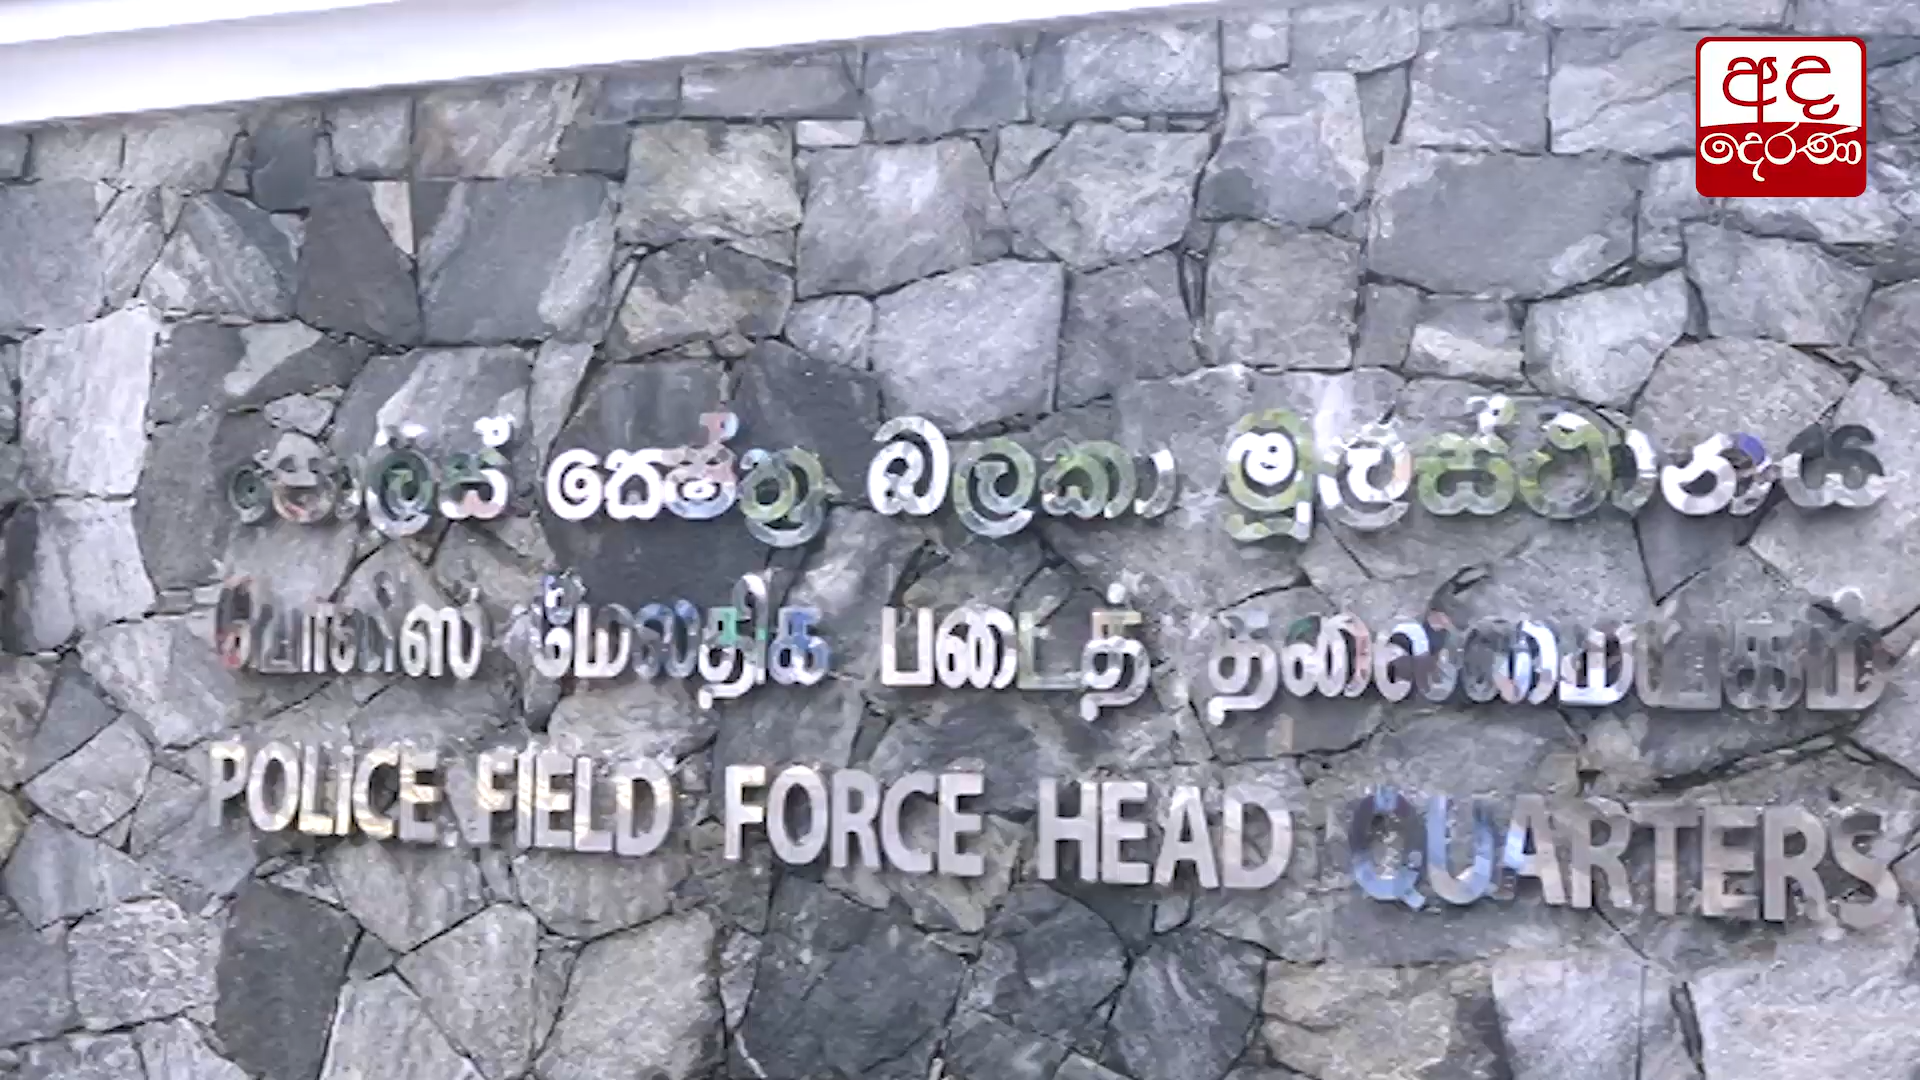 අද
දෙරණ
පොලිස් ක්ෂේත්‍ර බලකා මූලස්ථානය
பொலிஸ் மேலதிக படைத் தலைமையகம்
POLICE FIELD FORCE HEAD QUARTERS